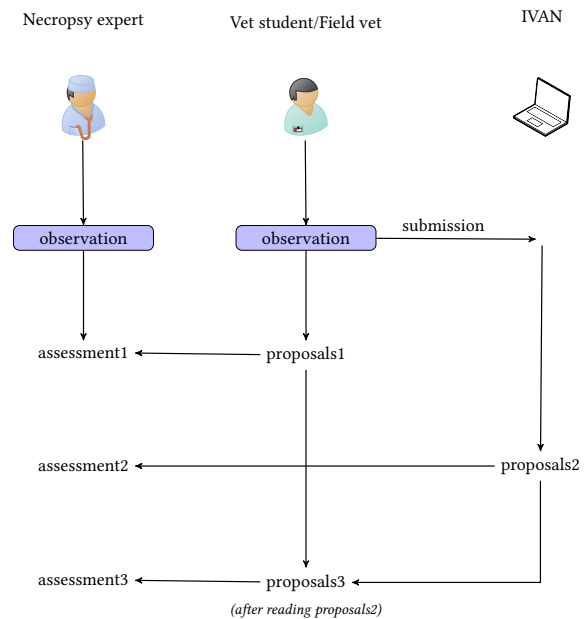 Necropsy expert
Vet student/Field vet
IVAN
observation
observation
submission
assessment1
proposals1
assessment2
proposals2
assessment3
proposals3
(after reading proposals2)